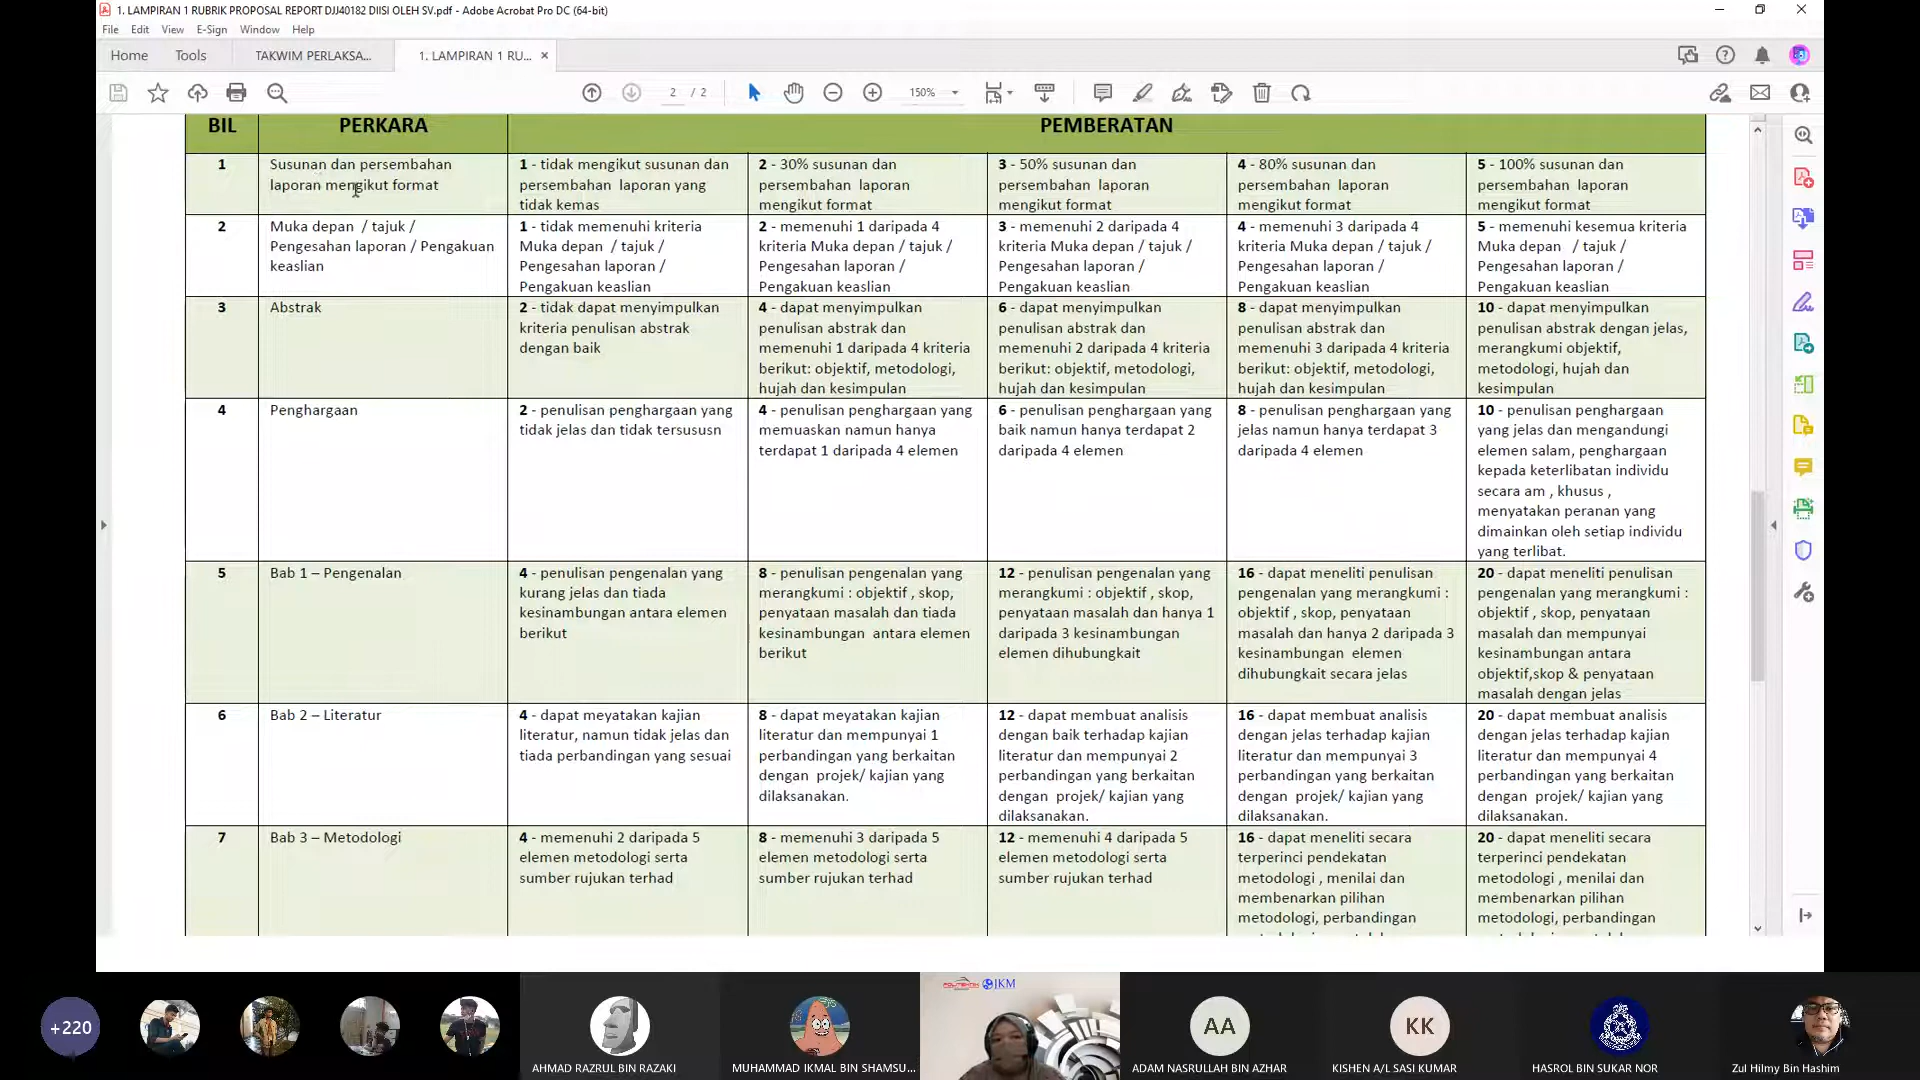 1. LAMPIRAN 1 RUBRIK PROPOSAL REPORT DJJ40182 DIISI OLEH SV.pdf - Adobe Acrobat Pro DC (64-bit)
File Edit View E-Sign Window Help
Home Tools TAKWIM PERLAKSA... 1. LAMPIRAN 1 RU... ×
2 / 2 150%
BIL PERKARA PEMBERATAN
1
Susunan dan persembahan
laporan mengikut format
1 - tidak mengikut susunan dan
persembahan laporan yang
tidak kemas
2 - 30% susunan dan
persembahan laporan
mengikut format
3 - 50% susunan dan
persembahan laporan
mengikut format
4 - 80% susunan dan
persembahan laporan
mengikut format
5 - 100% susunan dan
persembahan laporan
mengikut format
2
Muka depan / tajuk /
Pengesahan laporan / Pengakuan
keaslian
1 - tidak memenuhi kriteria
Muka depan / tajuk /
Pengesahan laporan /
Pengakuan keaslian
2 - memenuhi 1 daripada 4
kriteria Muka depan / tajuk /
Pengesahan laporan /
Pengakuan keaslian
3 - memenuhi 2 daripada 4
kriteria Muka depan / tajuk /
Pengesahan laporan /
Pengakuan keaslian
4 - memenuhi 3 daripada 4
kriteria Muka depan / tajuk /
Pengesahan laporan /
Pengakuan keaslian
5 - memenuhi kesemua kriteria
Muka depan / tajuk /
Pengesahan laporan /
Pengakuan keaslian
3
Abstrak
2 - tidak dapat menyimpulkan
kriteria penulisan abstrak
dengan baik
4 - dapat menyimpulkan
penulisan abstrak dan
memenuhi 1 daripada 4 kriteria
berikut: objektif, metodologi,
hujah dan kesimpulan
6 - dapat menyimpulkan
penulisan abstrak dan
memenuhi 2 daripada 4 kriteria
berikut: objektif, metodologi,
hujah dan kesimpulan
8 - dapat menyimpulkan
penulisan abstrak dan
memenuhi 3 daripada 4 kriteria
berikut: objektif, metodologi,
hujah dan kesimpulan
10 - dapat menyimpulkan
penulisan abstrak dengan jelas,
merangkumi objektif,
metodologi, hujah dan
kesimpulan
4
Penghargaan
2 - penulisan penghargaan yang
tidak jelas dan tidak tersususn
4 - penulisan penghargaan yang
memuaskan namun hanya
terdapat 1 daripada 4 elemen
6 - penulisan penghargaan yang
baik namun hanya terdapat 2
daripada 4 elemen
8 - penulisan penghargaan yang
jelas namun hanya terdapat 3
daripada 4 elemen
10 - penulisan penghargaan
yang jelas dan mengandungi
elemen salam, penghargaan
kepada keterlibatan individu
secara am , khusus ,
menyatakan peranan yang
dimainkan oleh setiap individu
yang terlibat.
5
Bab 1 – Pengenalan
4 - penulisan pengenalan yang
kurang jelas dan tiada
kesinambungan antara elemen
berikut
8 - penulisan pengenalan yang
merangkumi : objektif , skop,
penyataan masalah dan tiada
kesinambungan antara elemen
berikut
12 - penulisan pengenalan yang
merangkumi : objektif , skop,
penyataan masalah dan hanya 1
daripada 3 kesinambungan
elemen dihubungkait
16 - dapat meneliti penulisan
pengenalan yang merangkumi :
objektif , skop, penyataan
masalah dan hanya 2 daripada 3
kesinambungan elemen
dihubungkait secara jelas
20 - dapat meneliti penulisan
pengenalan yang merangkumi :
objektif , skop, penyataan
masalah dan mempunyai
kesinambungan antara
objektif,skop & penyataan
masalah dengan jelas
6
Bab 2 – Literatur
4 - dapat meyatakan kajian
literatur, namun tidak jelas dan
tiada perbandingan yang sesuai
8 - dapat meyatakan kajian
literatur dan mempunyai 1
perbandingan yang berkaitan
dengan projek/ kajian yang
dilaksanakan.
12 - dapat membuat analisis
dengan baik terhadap kajian
literatur dan mempunyai 2
perbandingan yang berkaitan
dengan projek/ kajian yang
dilaksanakan.
16 - dapat membuat analisis
dengan jelas terhadap kajian
literatur dan mempunyai 3
perbandingan yang berkaitan
dengan projek/ kajian yang
dilaksanakan.
20 - dapat membuat analisis
dengan jelas terhadap kajian
literatur dan mempunyai 4
perbandingan yang berkaitan
dengan projek/ kajian yang
dilaksanakan.
7
Bab 3 – Metodologi
4 - memenuhi 2 daripada 5
elemen metodologi serta
sumber rujukan terhad
8 - memenuhi 3 daripada 5
elemen metodologi serta
sumber rujukan terhad
12 - memenuhi 4 daripada 5
elemen metodologi serta
sumber rujukan terhad
16 - dapat meneliti secara
terperinci pendekatan
metodologi , menilai dan
membenarkan pilihan
metodologi, perbandingan
20 - dapat meneliti secara
terperinci pendekatan
metodologi , menilai dan
membenarkan pilihan
metodologi, perbandingan
+220
POLITEKNIK JKM
AA
KK
AHMAD RAZRUL BIN RAZAKI
MUHAMMAD IKMAL BIN SHAMSU...
ADAM NASRULLAH BIN AZHAR
KISHEN A/L SASI KUMAR
HASROL BIN SUKAR NOR
Zul Hilmy Bin Hashim